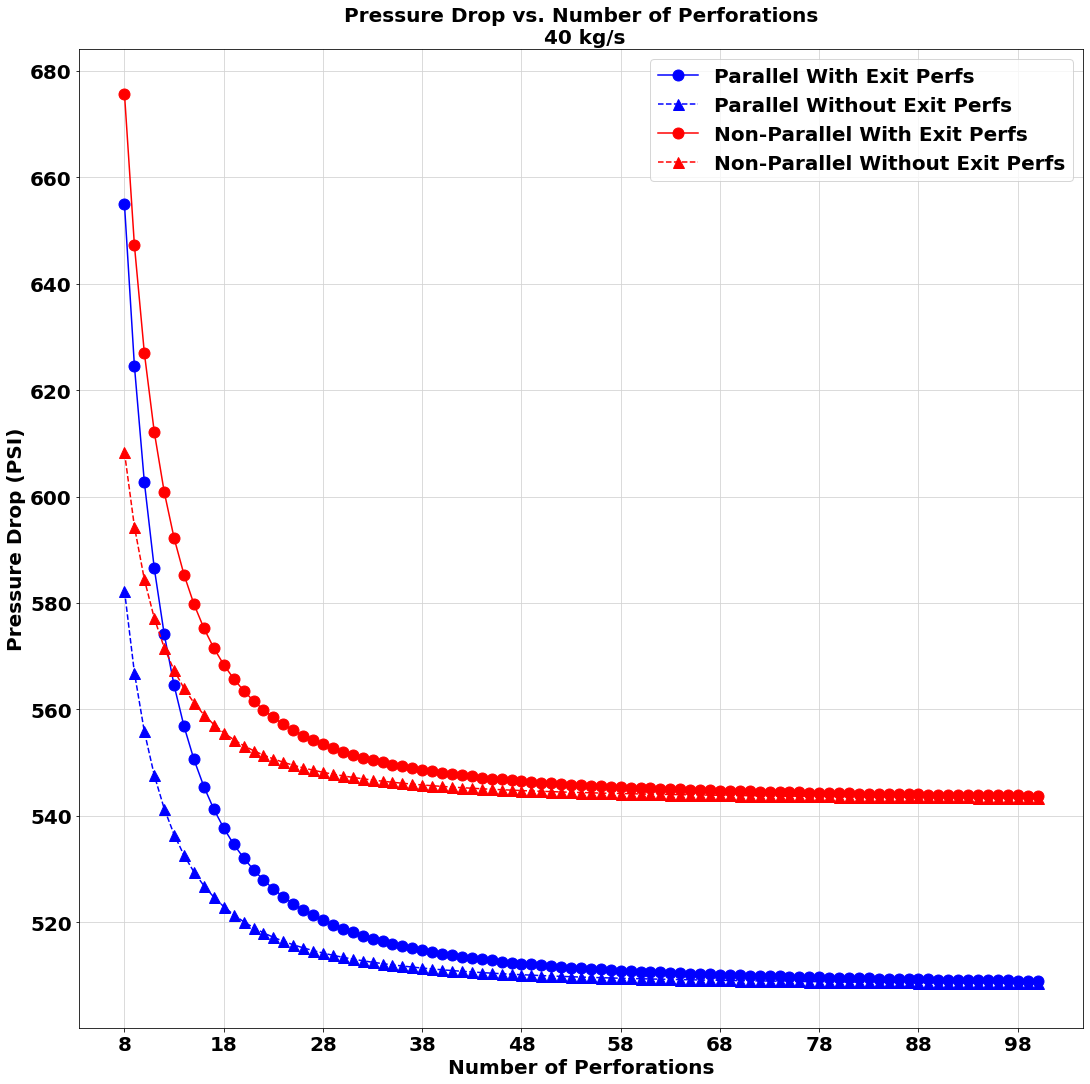 Pressure Drop vs. Number of Perforations
40 kg/s
Parallel With Exit Perfs
Parallel Without Exit Perfs
Non-Parallel With Exit Perfs
Non-Parallel Without Exit Perfs
Pressure Drop (PSI)
680
660
640
620
600
580
560
540
520
8 18 28 38 48 58 68 78 88 98
Number of Perforations